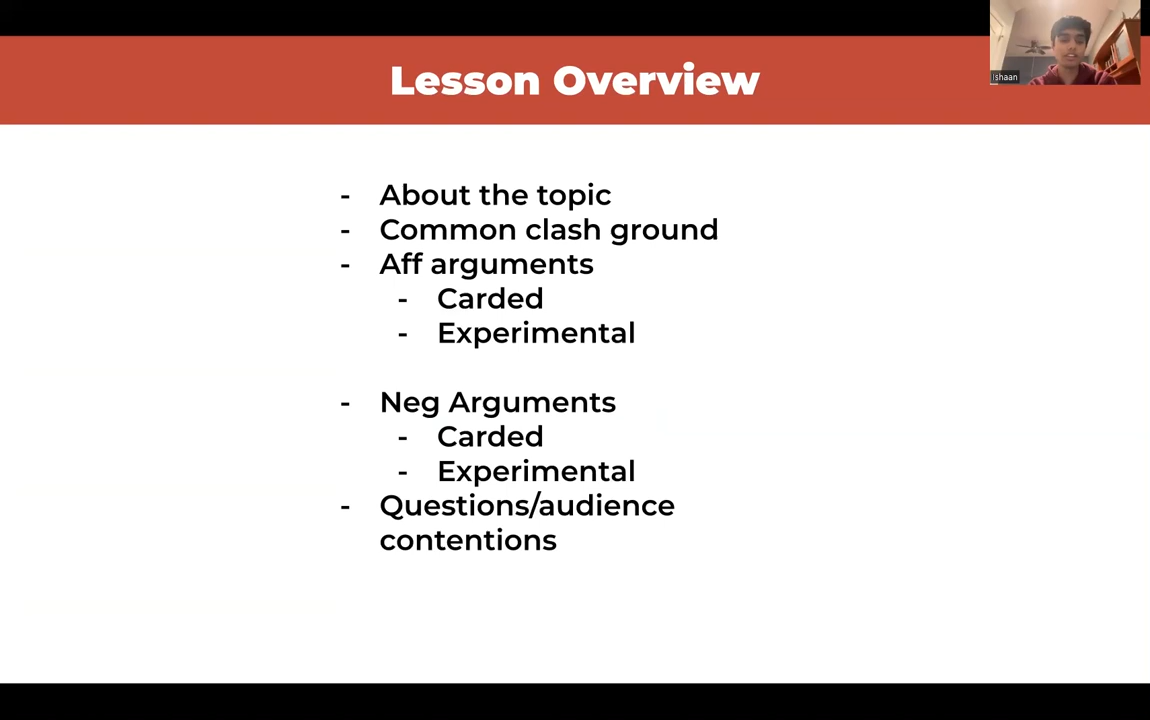 Lesson Overview
Ishaan
- About the topic
- Common clash ground
- Aff arguments
- Carded
- Experimental
- Neg Arguments
- Carded
- Experimental
- Questions/audience
contentions